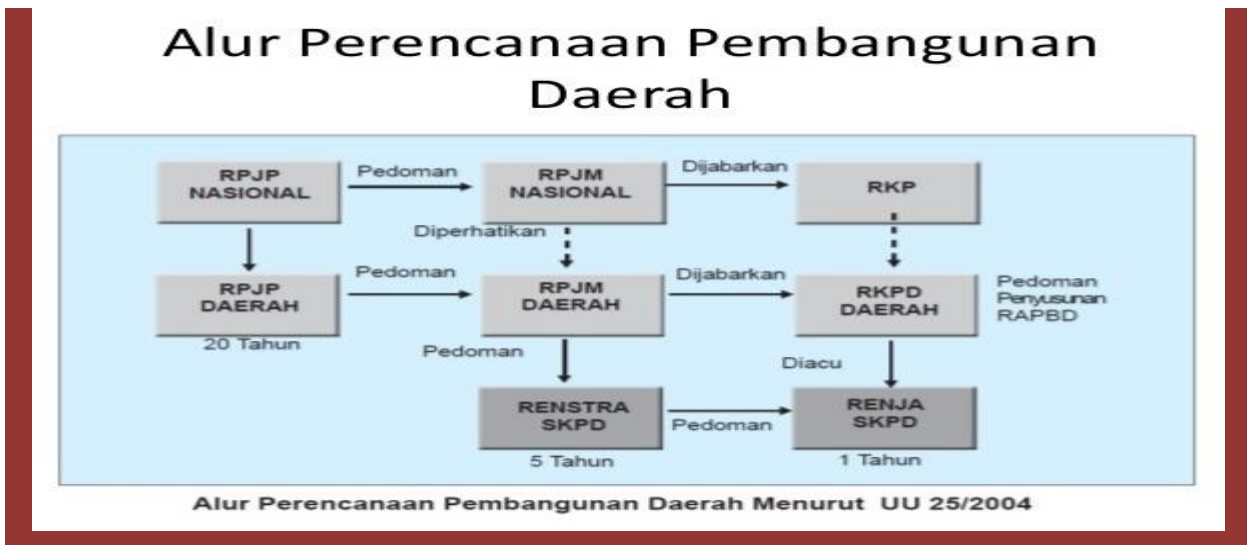 Alur Perencanaan Pembangunan
Daerah
RPJP
NASIONAL
Pedoman
RPJM
NASIONAL
Dijabarkan
RKP
Diperhatikan
RPJP
DAERAH
Pedoman
RPJM
DAERAH
Dijabarkan
RKPD
DAERAH
Pedoman
Penyusunan
RAPBD
20 Tahun
Pedoman
Diacu
RENSTRA
SKPD
Pedoman
RENJA
SKPD
5 Tahun
1 Tahun
Alur Perencanaan Pembangunan Daerah Menurut UU 25/2004